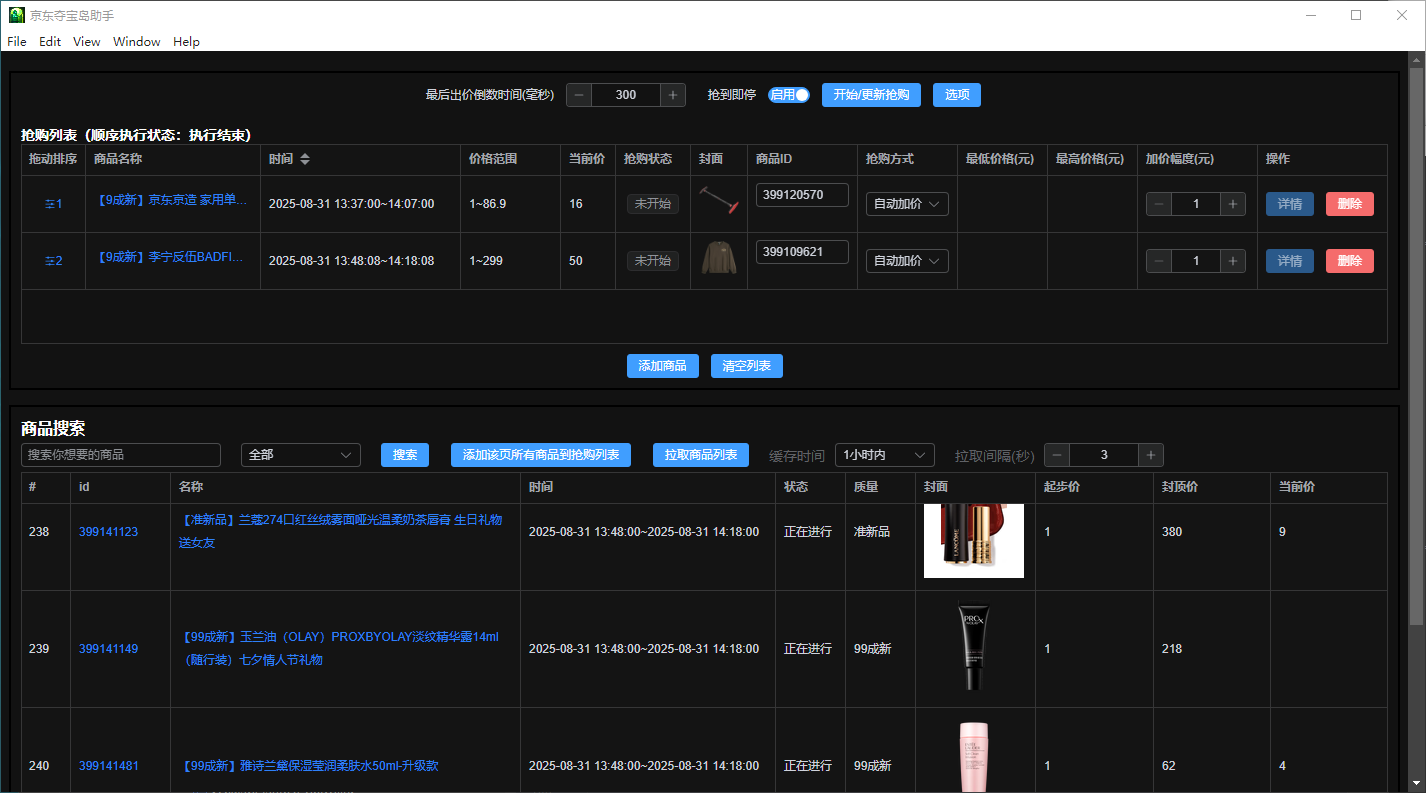 京东夺宝岛助手
File Edit View Window Help
最后出价倒数时间(毫秒) 300 抢到即停 启用 开始/更新抢购 选项
抢购列表（顺序执行状态：执行结束）
拖动排序 商品名称 时间 价格范围 当前价 抢购状态 封面 商品ID 抢购方式 最低价格(元) 最高价格(元) 加价幅度(元) 操作
1 【9成新】京东京造 家用单... 2025-08-31 13:37:00~14:07:00 1~86.9 16 未开始 399120570 自动加价 1 详情 删除
2 【9成新】李宁反伍BADFI... 2025-08-31 13:48:08~14:18:08 1~299 50 未开始 399109621 自动加价 1 详情 删除
添加商品 清空列表
商品搜索
搜索你想要的商品 全部 搜索 添加该页所有商品到抢购列表 拉取商品列表 缓存时间 1小时内 拉取间隔(秒) 3
# id 名称 时间 状态 质量 封面 起步价 封顶价 当前价
238 399141123 【准新品】兰蔻274口红丝绒雾面哑光温柔奶茶唇膏 生日礼物 2025-08-31 13:48:00~2025-08-31 14:18:00 正在进行 准新品 LANCOME 1 380 9
送女友
239 399141149 【99成新】玉兰油（OLAY）PROXBYOLAY淡纹精华露14ml 2025-08-31 13:48:00~2025-08-31 14:18:00 正在进行 99成新 PROX 1 218
（随行装）七夕情人节礼物
240 399141481 【99成新】雅诗兰黛保湿莹润柔肤水50ml-升级款 2025-08-31 13:48:00~2025-08-31 14:18:00 正在进行 99成新 1 62 4